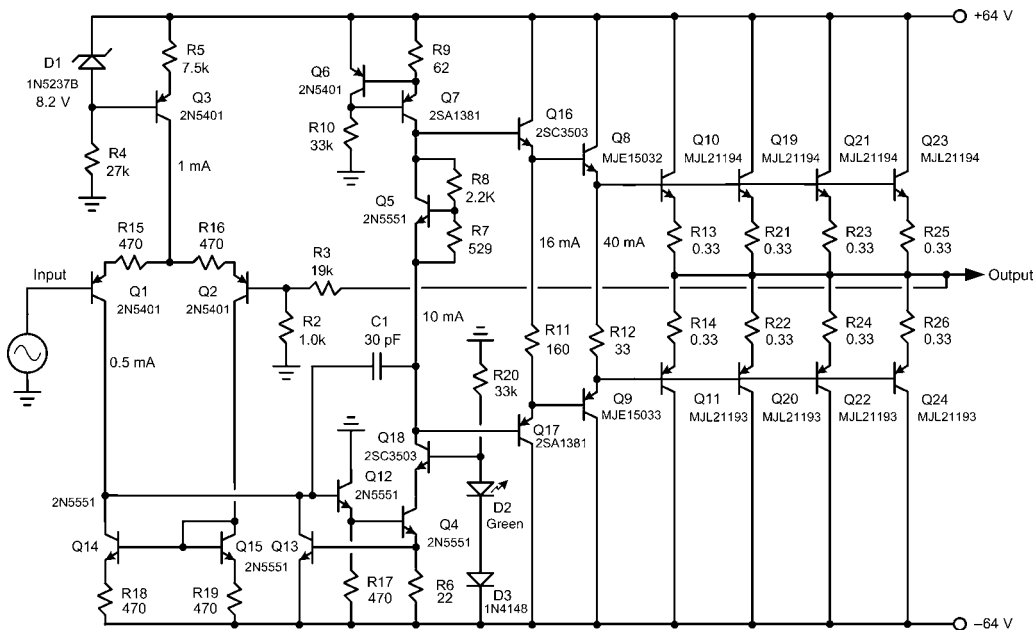 +64 V
D1
1N5237B
8.2 V
R5
7.5k
Q3
2N5401
R4
27k
1 mA
Q6
2N5401
R9
62
Q7
2SA1381
R10
33k
Q16
2SC3503
Q8
MJE15032
Q10
MJL21194
Q19
MJL21194
Q21
MJL21194
Q23
MJL21194
Q5
2N5551
R8
2.2K
R7
529
R15
470
R16
470
16 mA
40 mA
R13
0.33
R21
0.33
R23
0.33
R25
0.33
Input
Q1
2N5401
Q2
2N5401
R3
19k
Output
R2
1.0k
C1
30 pF
10 mA
R11
160
R12
33
R14
0.33
R22
0.33
R24
0.33
R26
0.33
0.5 mA
R20
33k
Q9
MJE15033
Q11
MJL21193
Q20
MJL21193
Q22
MJL21193
Q24
MJL21193
Q17
2SA1381
Q18
2SC3503
Q12
2N5551
2N5551
D2
Green
Q4
2N5551
Q14
Q15
2N5551
Q13
R18
470
R19
470
R17
470
R6
22
D3
1N4148
–64 V